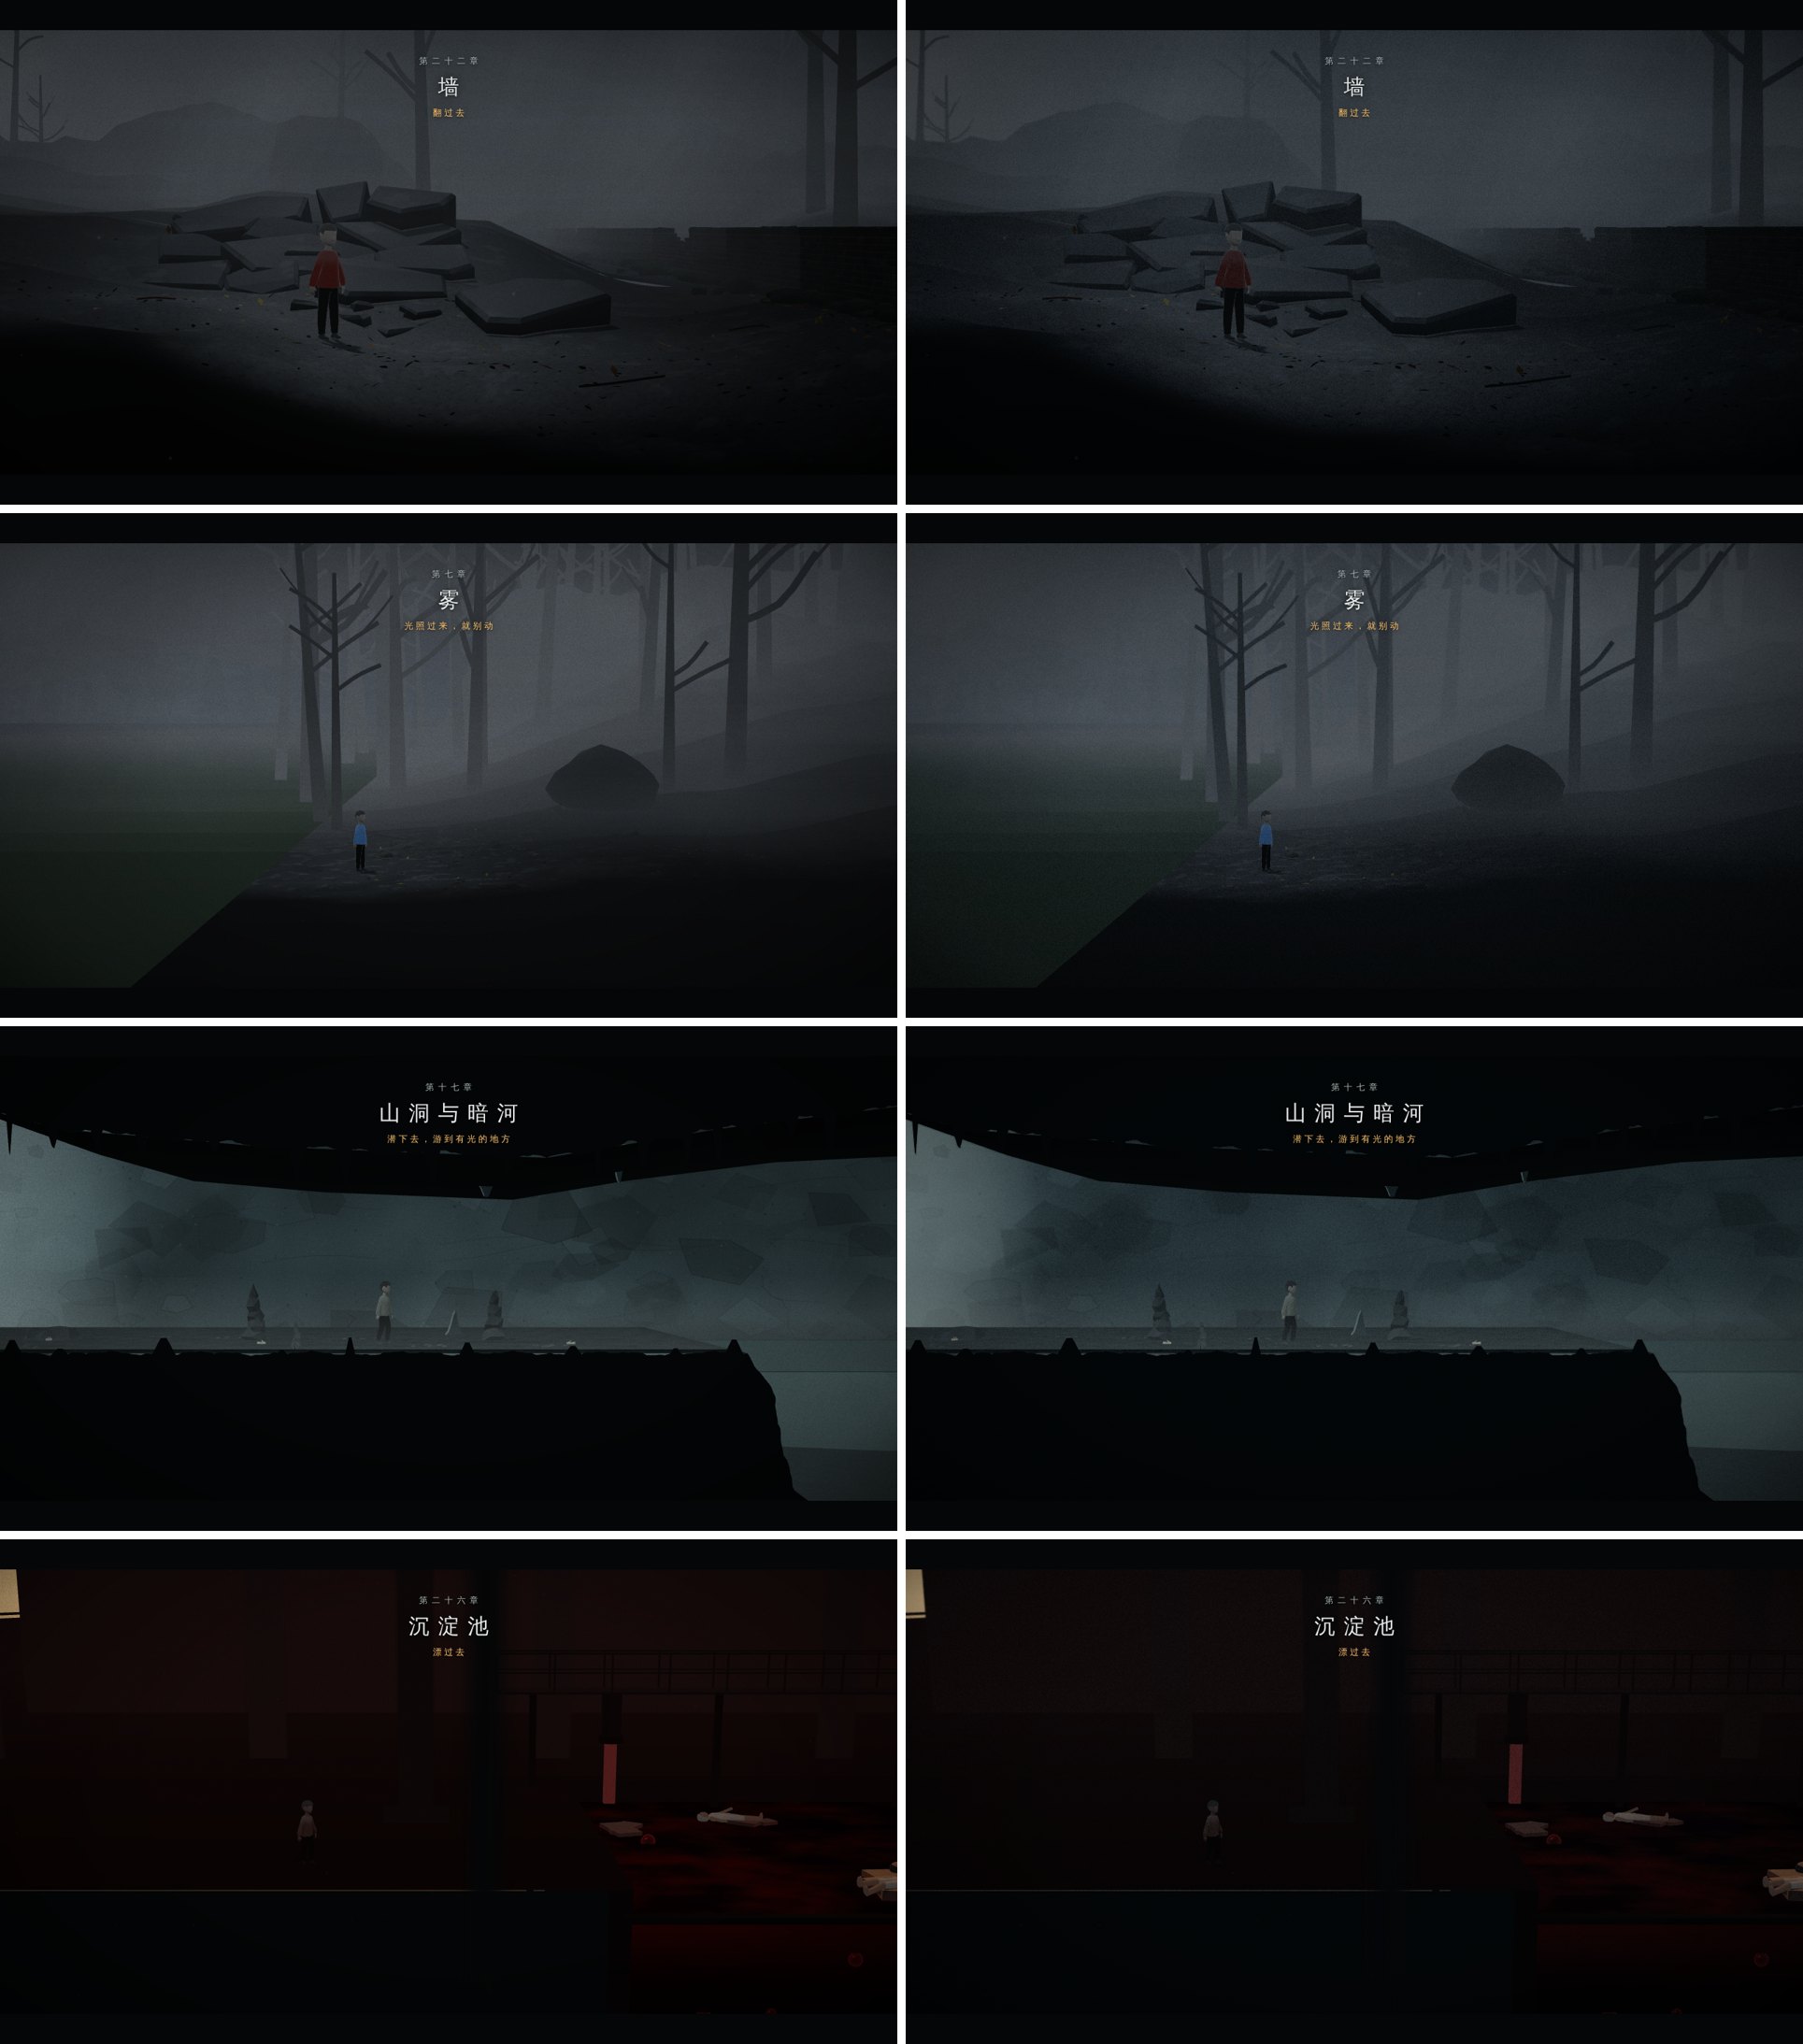 第二十二章
墙
翻过去
第二十二章
墙
翻过去
第七章
雾
光照过来，就别动
第七章
雾
光照过来，就别动
第十七章
山洞与暗河
潜下去，游到有光的地方
第十七章
山洞与暗河
潜下去，游到有光的地方
第二十六章
沉淀池
漂过去
第二十六章
沉淀池
漂过去